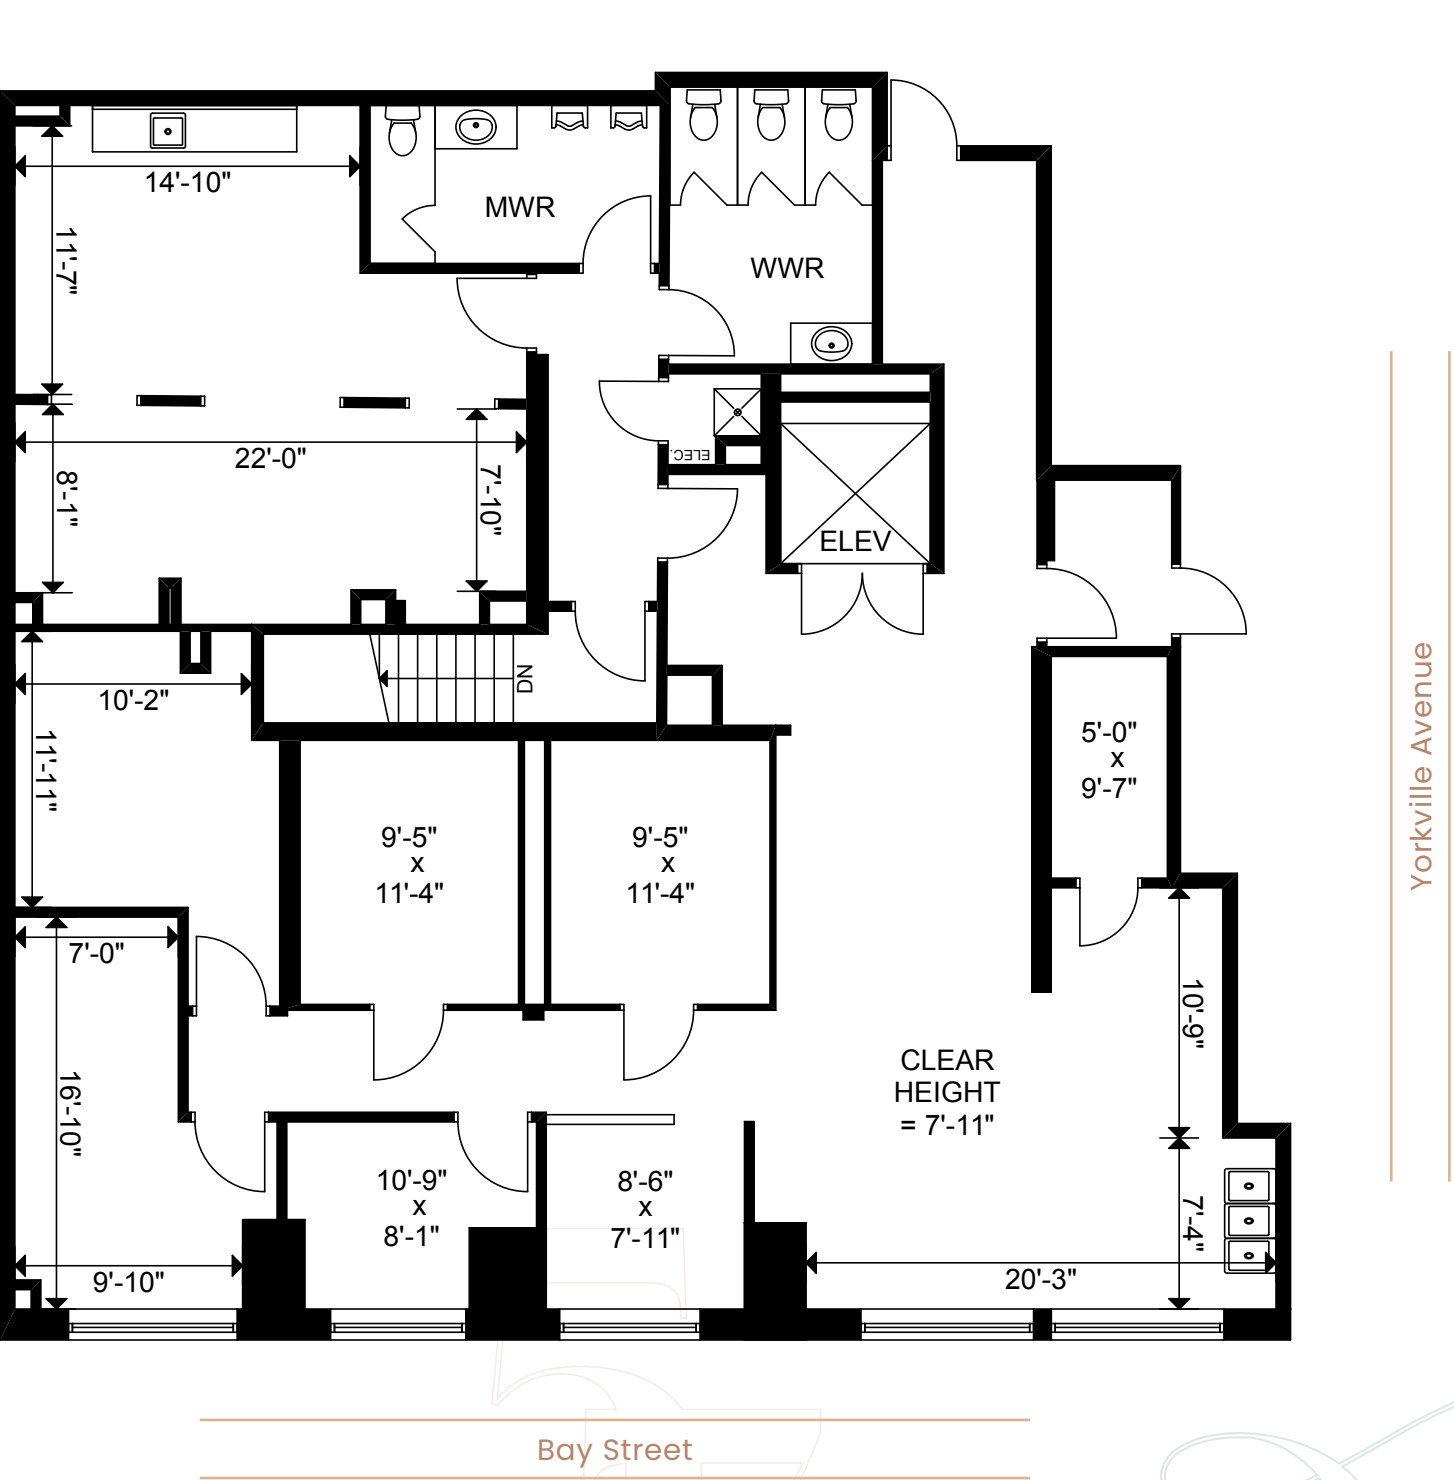 14'-10"
MWR
11'-7"
WWR
22'-0"
8'-1"
7'-10"
ELEC.
ELEV
DN
10'-2"
11'-11"
5'-0"
x
9'-7"
9'-5"
x
11'-4"
9'-5"
x
11'-4"
7'-0"
10'-9"
16'-10"
CLEAR
HEIGHT
= 7'-11"
10'-9"
x
8'-1"
8'-6"
x
7'-11"
7'-4"
9'-10"
20'-3"
Yorkville Avenue
Bay Street